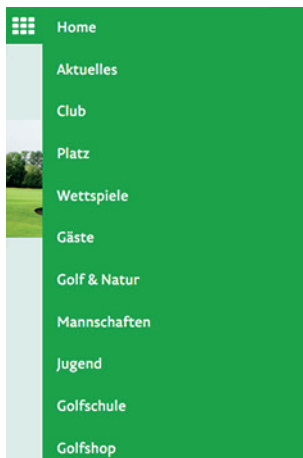 Home
Aktuelles
Club
Platz
Wettspiele
Gäste
Golf & Natur
Mannschaften
Jugend
Golfschule
Golfshop